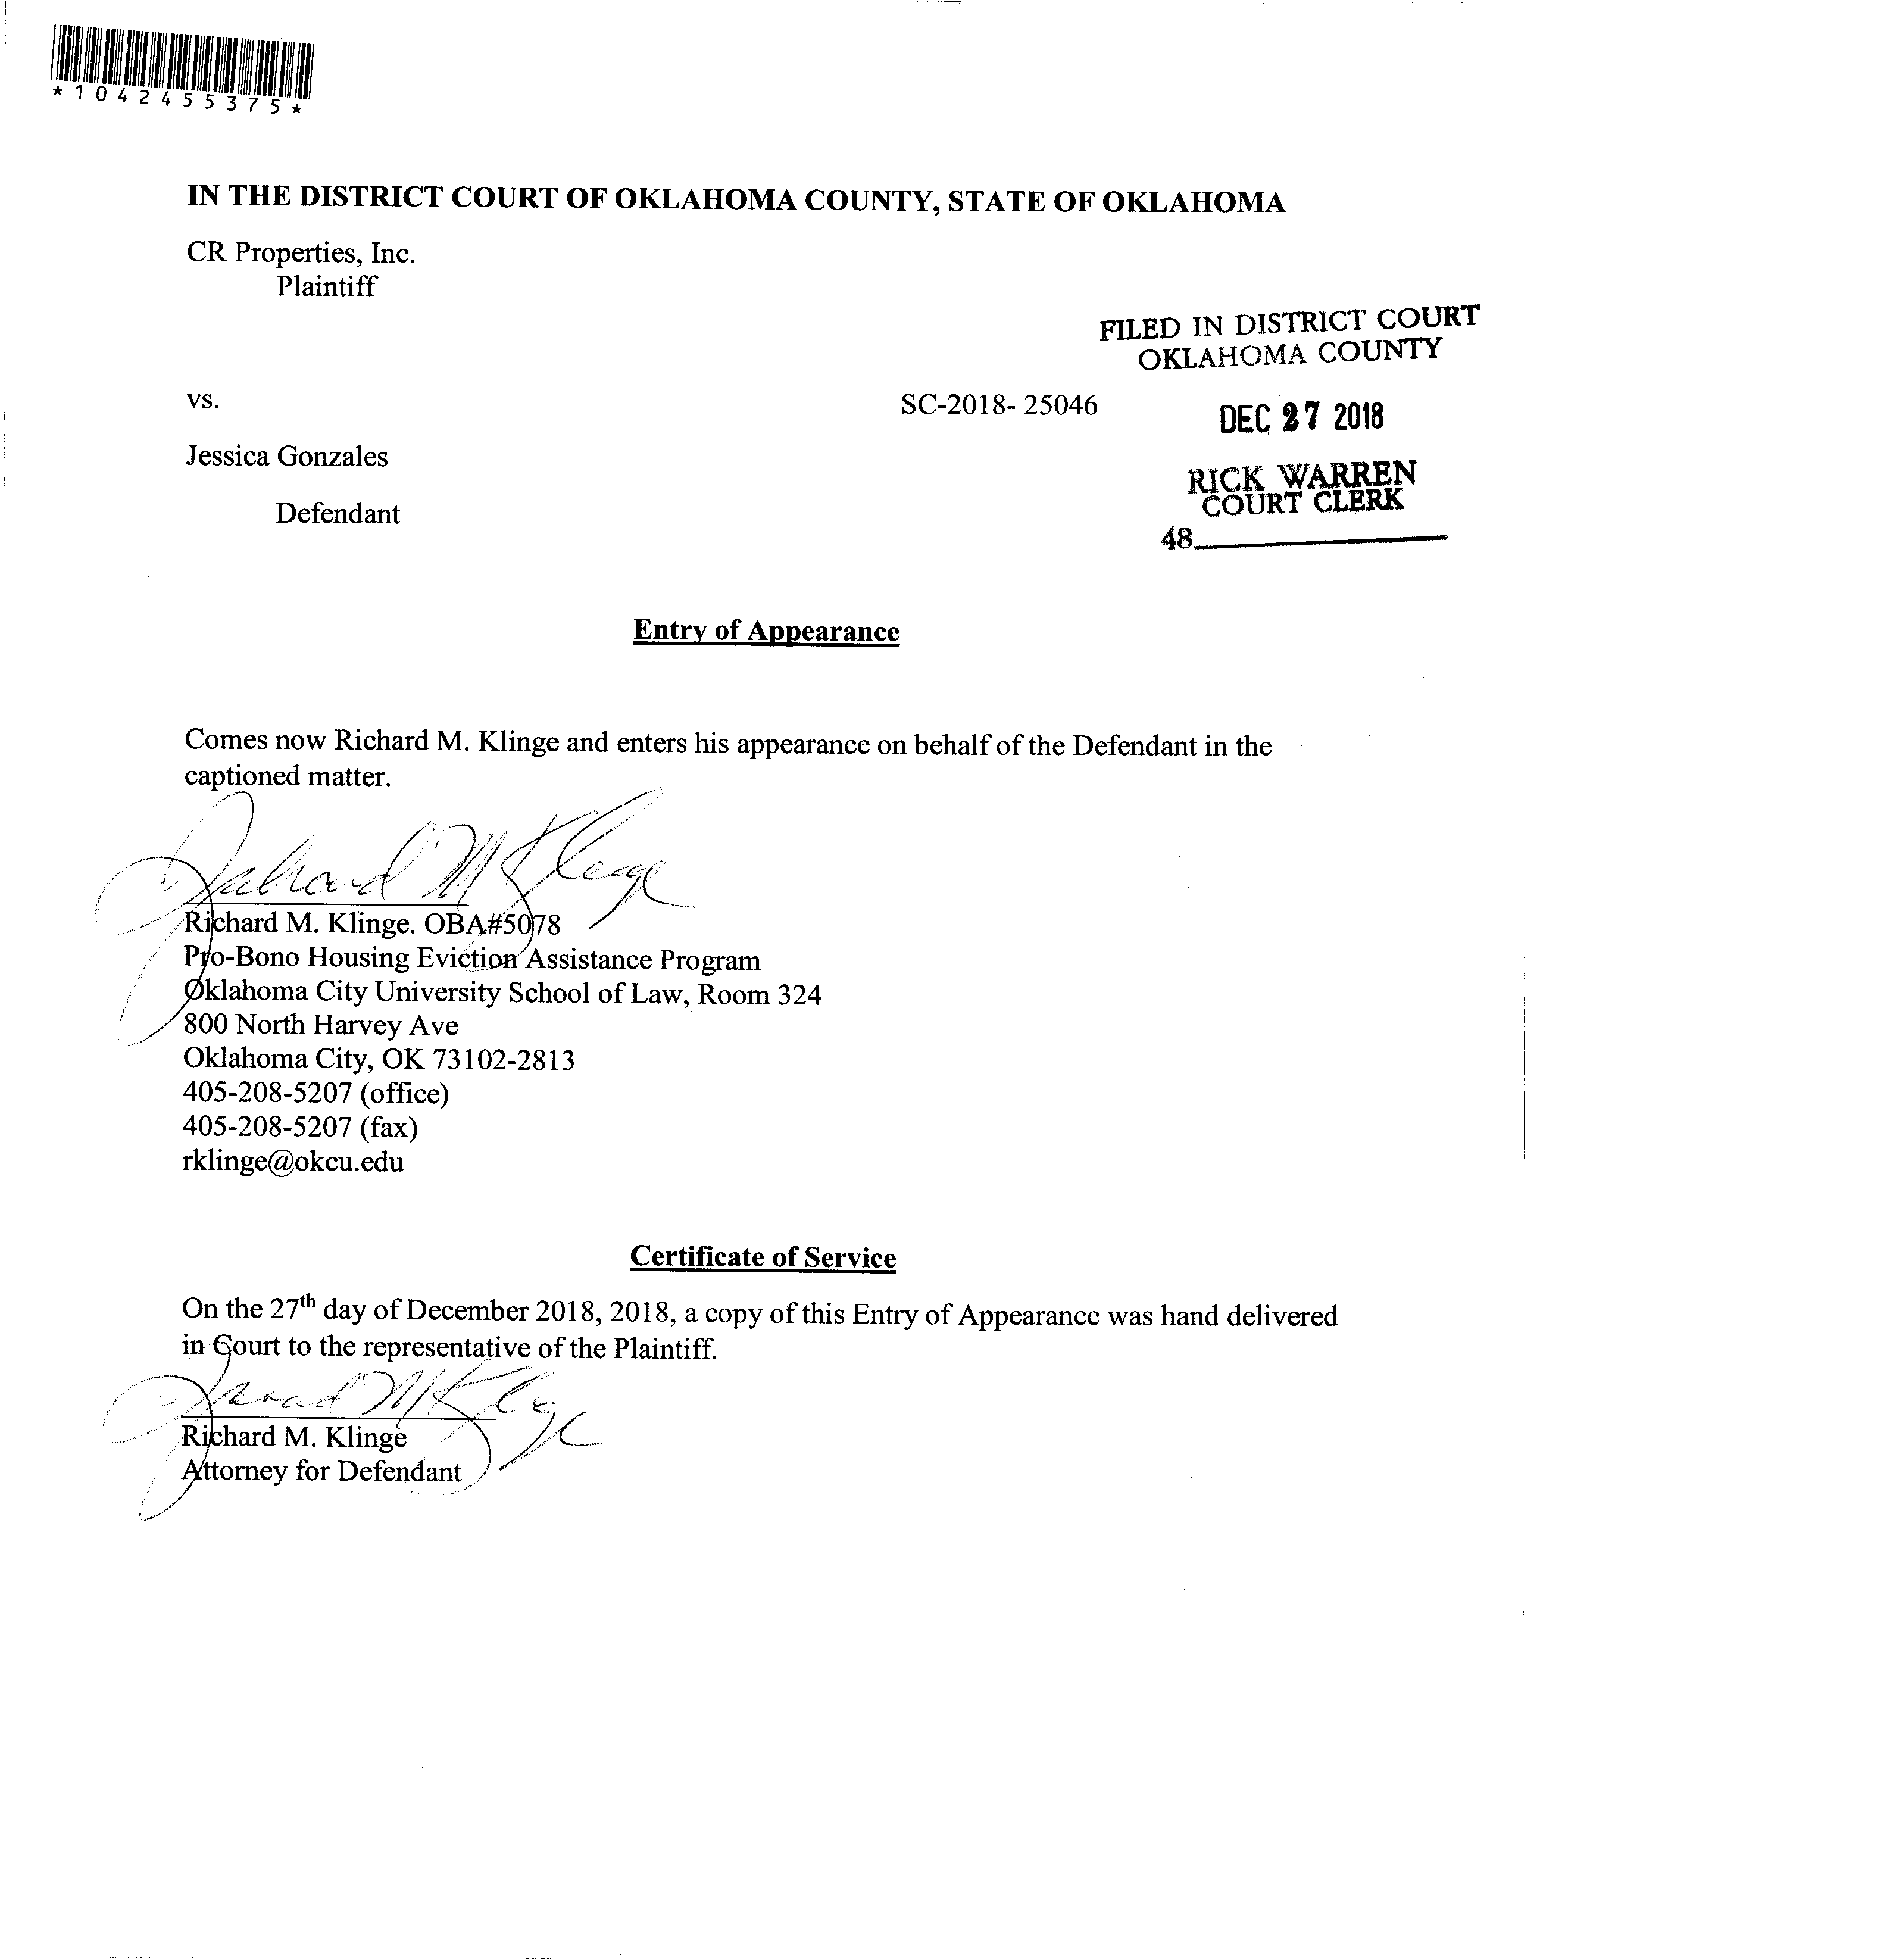 *1042455375*
IN THE DISTRICT COURT OF OKLAHOMA COUNTY, STATE OF OKLAHOMA
CR Properties, Inc.
Plaintiff
FILED IN DISTRICT COURT
OKLAHOMA COUNTY
vs.
SC-2018- 25046
DEC 27 2018
Jessica Gonzales
RICK WARREN
COURT CLERK
Defendant
48
Entry of Appearance
Comes now Richard M. Klinge and enters his appearance on behalf of the Defendant in the
captioned matter.
Richard M Klinge
Richard M. Klinge. OBA#5078
Pro-Bono Housing Eviction Assistance Program
Oklahoma City University School of Law, Room 324
800 North Harvey Ave
Oklahoma City, OK 73102-2813
405-208-5207 (office)
405-208-5207 (fax)
rklinge@okcu.edu
Certificate of Service
On the 27th day of December 2018, 2018, a copy of this Entry of Appearance was hand delivered
in Court to the representative of the Plaintiff.
Richard M Klinge
Richard M. Klinge
Attorney for Defendant